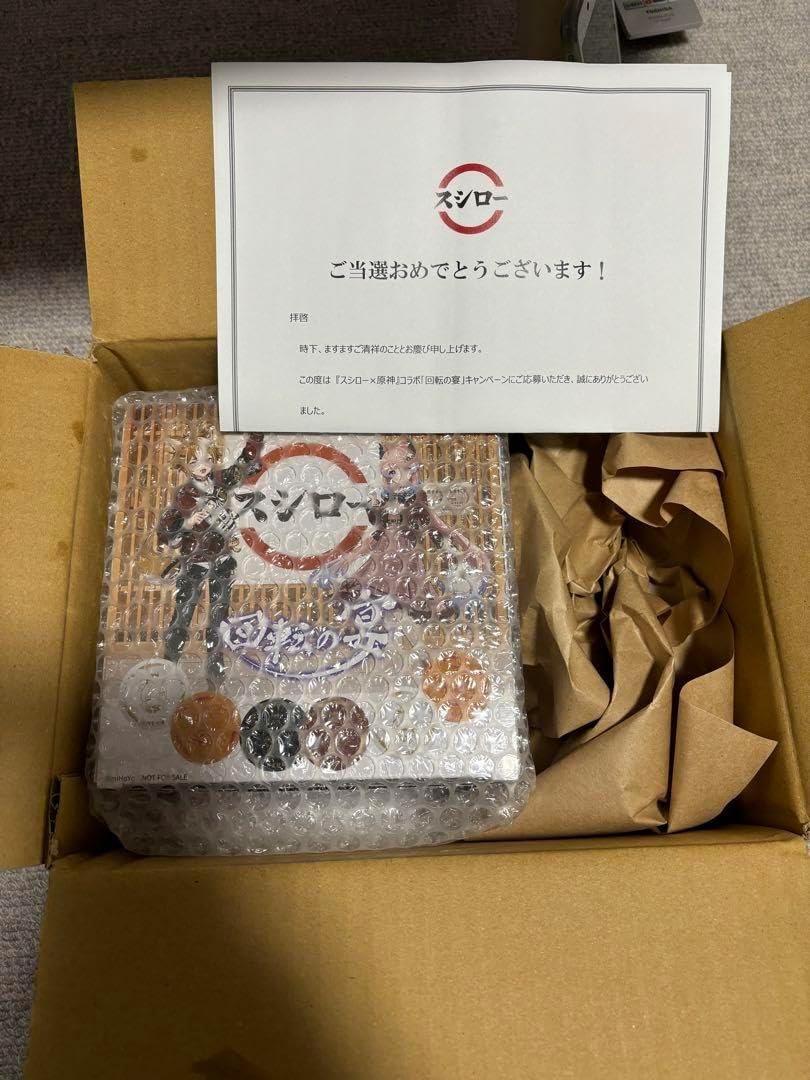 TOSHIBA
スシロー
ご当選おめでとうございます！
拝啓
時下、ますますご清祥のこととお慶び申し上げます。
この度は『スシロー×原神』コラボ「回転の宴」キャンペーンにご応募いただき、誠にありがとうござい
ました。
スシロー
回転の宴
miHoYo NOT FOR SALE